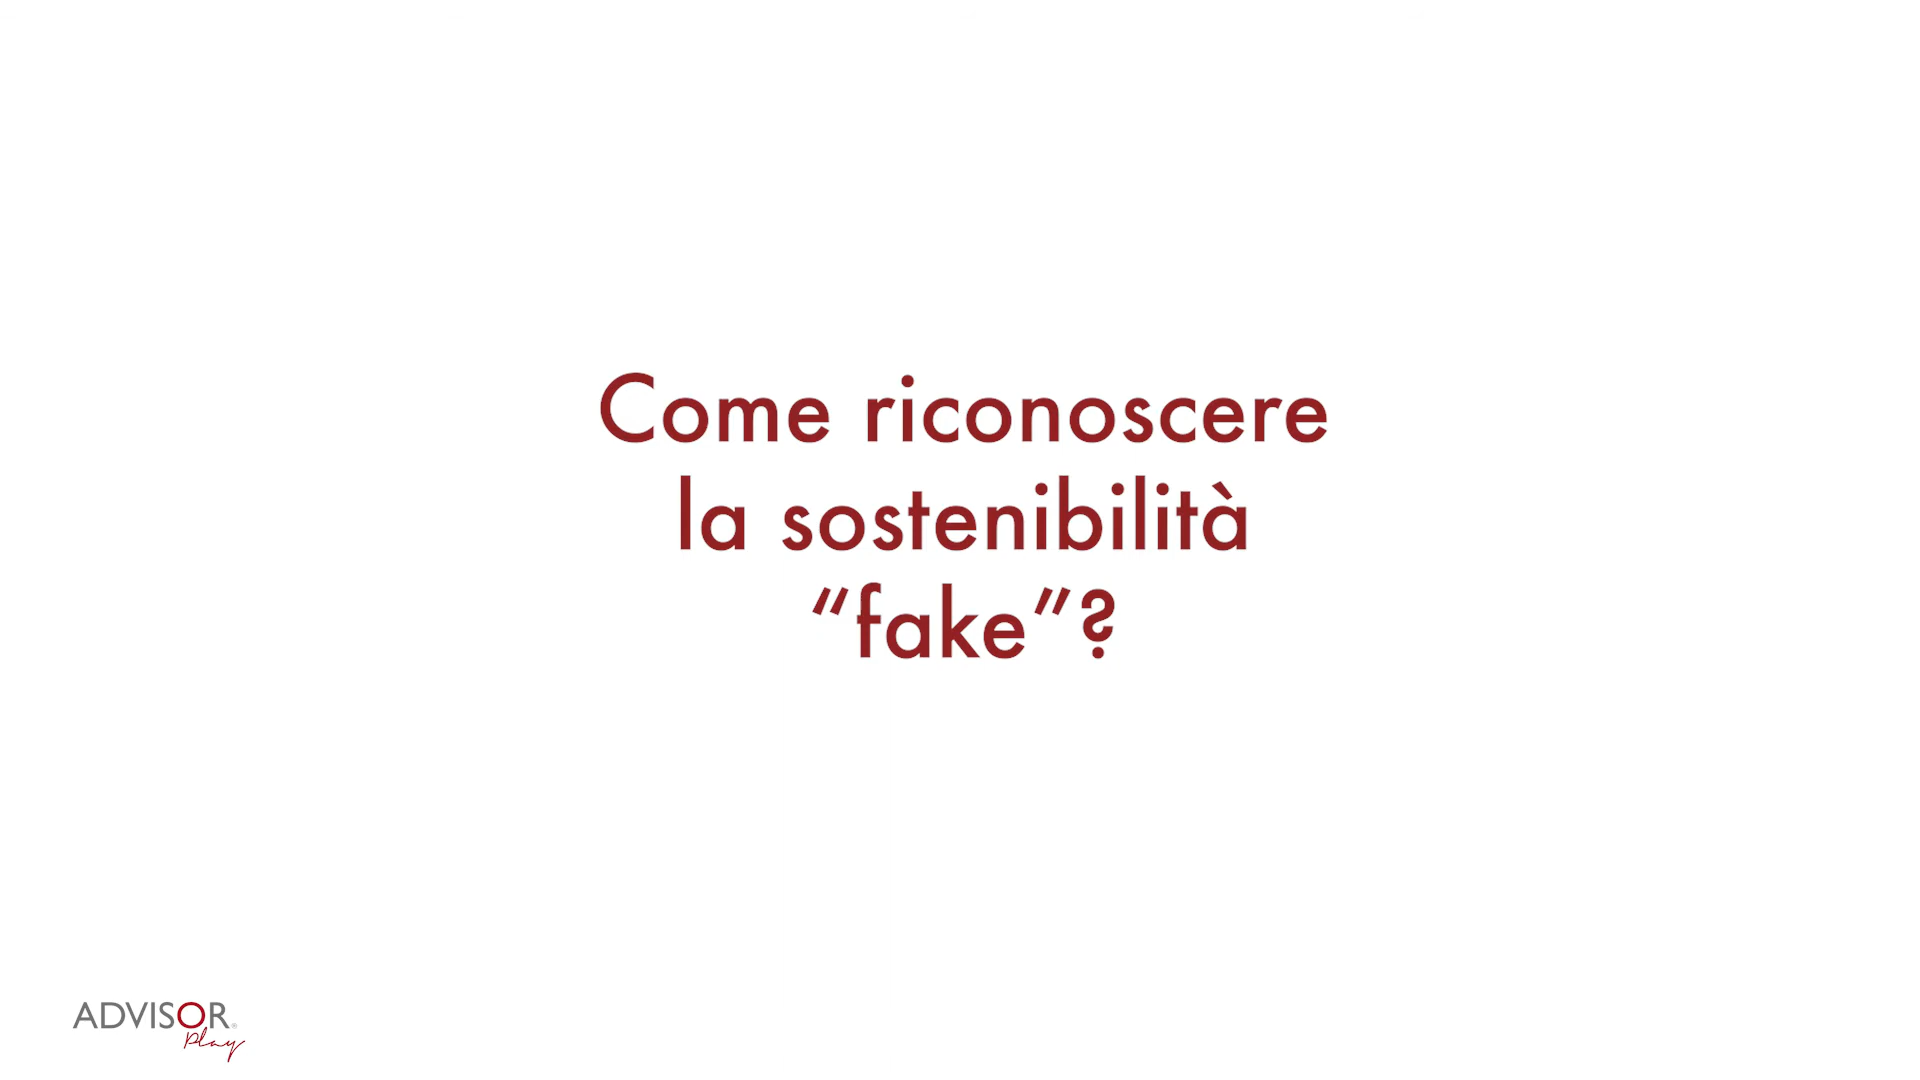 Come riconoscere
la sostenibilità
“fake”?
ADVISOR®
Play